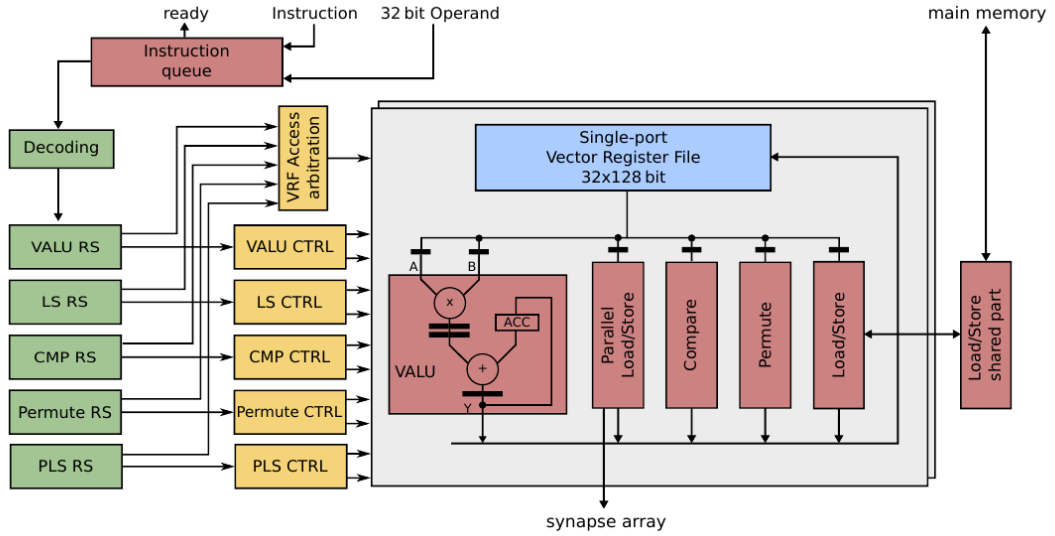 ready
Instruction
32 bit Operand
main memory
Instruction
queue
Decoding
VRF Access
arbitration
Single-port
Vector Register File
32x128 bit
VALU RS
VALU CTRL
LS RS
LS CTRL
CMP RS
CMP CTRL
Permute RS
Permute CTRL
PLS RS
PLS CTRL
A
B
x
ACC
+
VALU
Y
Parallel
Load/Store
Compare
Permute
Load/Store
Load/Store
shared part
synapse array